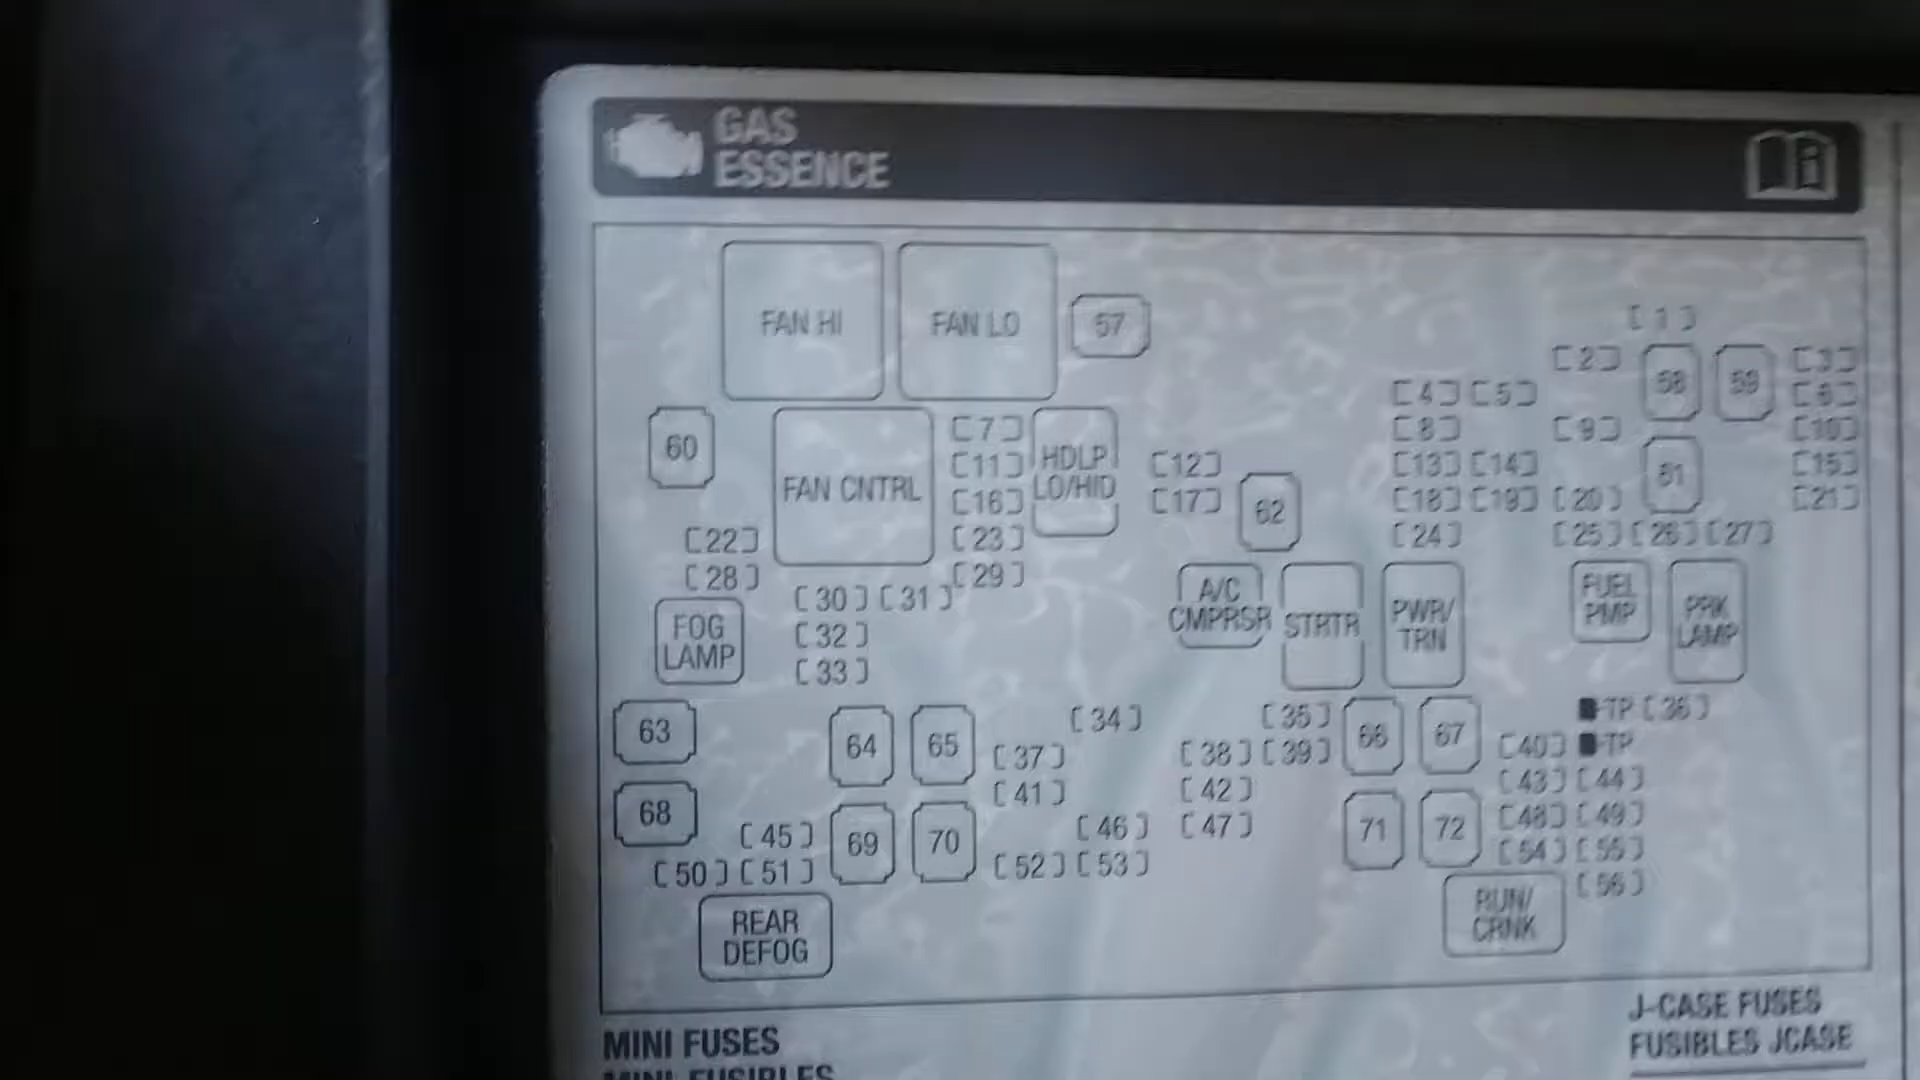 GAS
ESSENCE
FAN HI
FAN LO
57
[1]
[2] 58 59 [3]
[4] [5] [6]
60
FAN CNTRL
[7]
HDLP
LO/HID
[8] [9] [10]
[11] [12] [13] [14] 61 [15]
[16] [17] 62 [18] [19] [20] [21]
[22] [23] [24] [25] [26] [27]
[28] [29]
FOG
LAMP
[30] [31]
[32]
[33]
A/C
CMPRSR
STRTR
PWR/
TRN
FUEL
PMP
PRK
LAMP
63 64 65 [34] [35] 66 67 TP [36]
[37] [38] [39] [40] TP
68 [41] [42] [43] [44]
[45] 69 70 [46] [47] 71 72 [48] [49]
[50] [51] [52] [53] [54] [55]
[56]
REAR
DEFOG
RUN/
CRNK
MINI FUSES
MINI-FUSIBLES
J-CASE FUSES
FUSIBLES JCASE